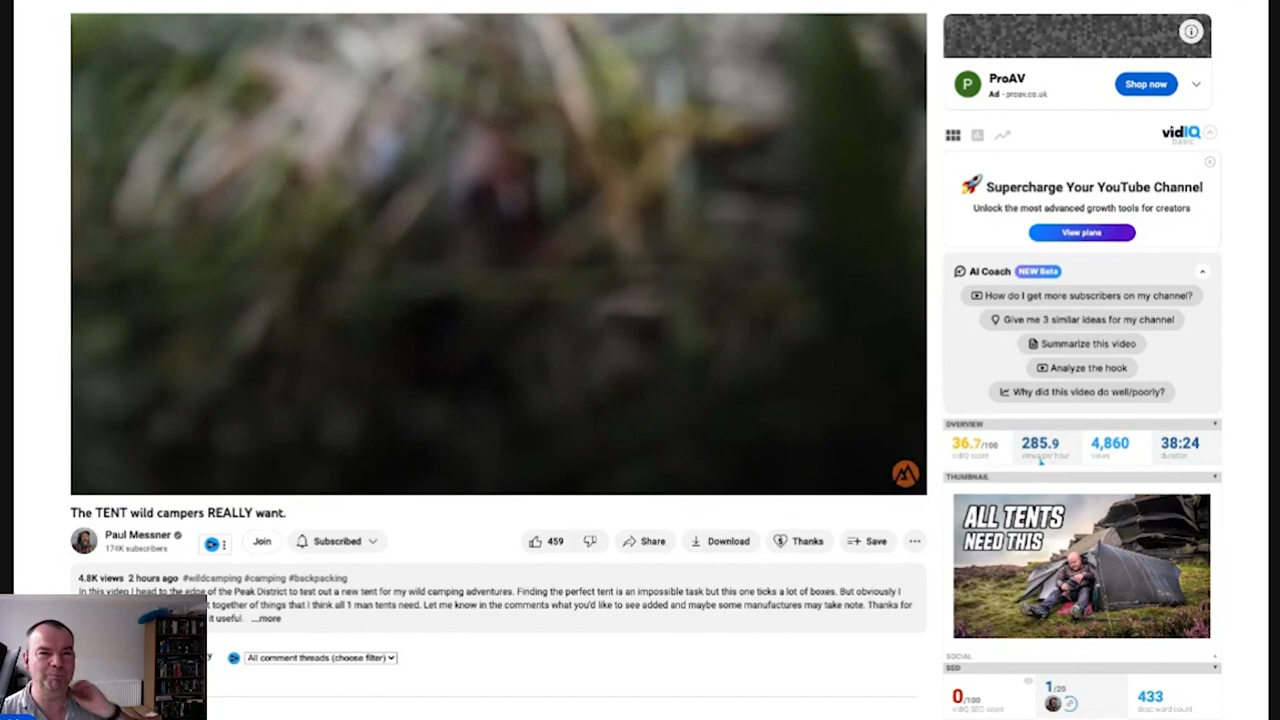 P
ProAV
Ad · proav.co.uk
Shop now
vidIQ
basic
Supercharge Your YouTube Channel
Unlock the most advanced growth tools for creators
View plans
AI Coach NEW Beta
How do I get more subscribers on my channel?
Give me 3 similar ideas for my channel
Summarize this video
Analyze the hook
Why did this video do well/poorly?
OVERVIEW
36.7/100 285.9 4,860 38:24
vidIQ score views per hour views duration
THUMBNAIL
ALL TENTS
NEED THIS
SOCIAL
SEO
0/100 1/20 433
vidIQ SEO score desc word count
The TENT wild campers REALLY want.
Paul Messner
174K subscribers
Join Subscribed 459 Share Download Thanks Save
4.8K views 2 hours ago #wildcamping #camping #backpacking
In this video I head to the edge of the Peak District to test out a new tent for my wild camping adventures. Finding the perfect tent is an impossible task but this one ticks a lot of boxes. But obviously I
t together of things that I think all 1 man tents need. Let me know in the comments what you'd like to see added and maybe some manufactures may take note. Thanks for
it useful. ...more
All comment threads (choose filter)